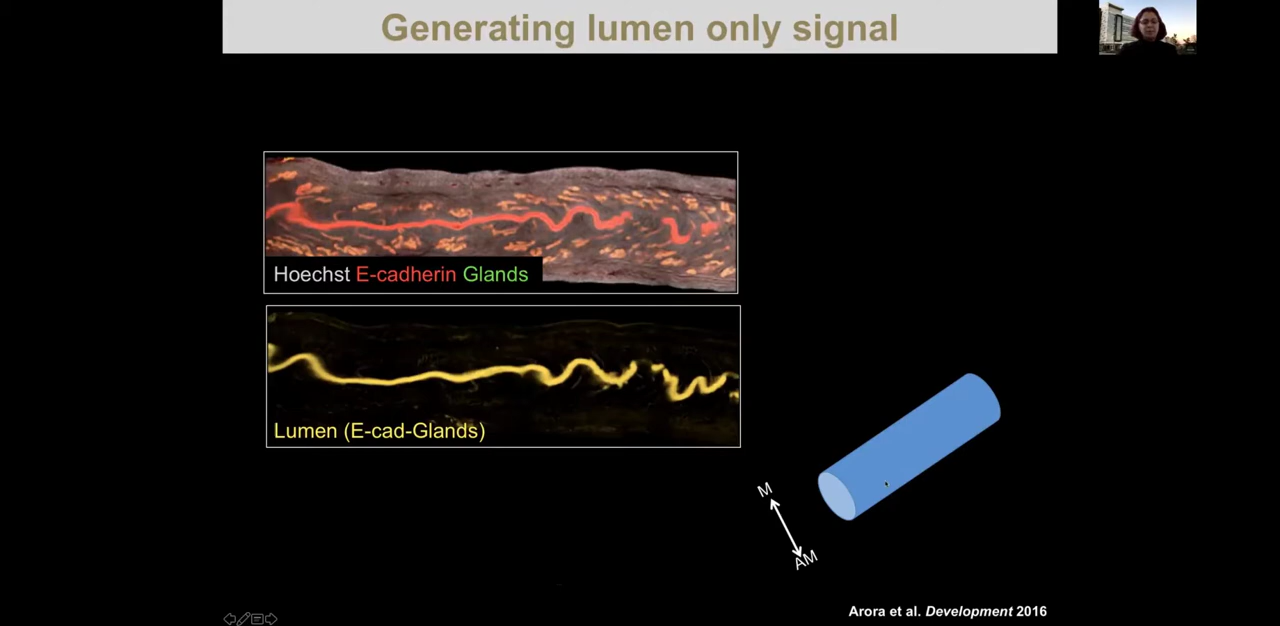 Generating lumen only signal
Hoechst E-cadherin Glands
Lumen (E-cad-Glands)
M
AM
Arora et al. Development 2016